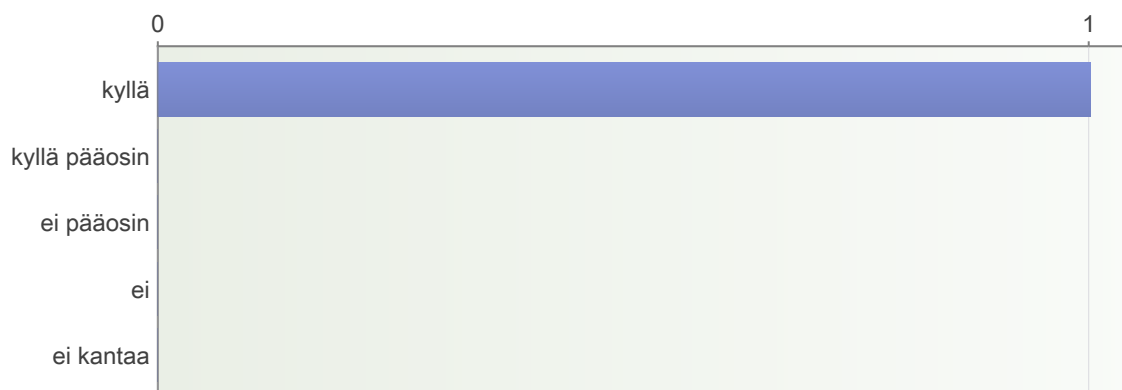 0 1
kyllä
kyllä pääosin
ei pääosin
ei
ei kantaa